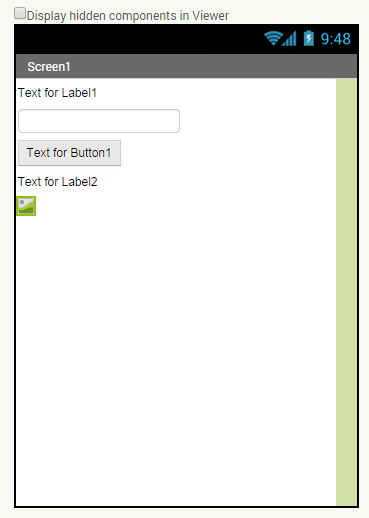 Display hidden components in Viewer
9:48
Screen1
Text for Label1
Text for Button1
Text for Label2